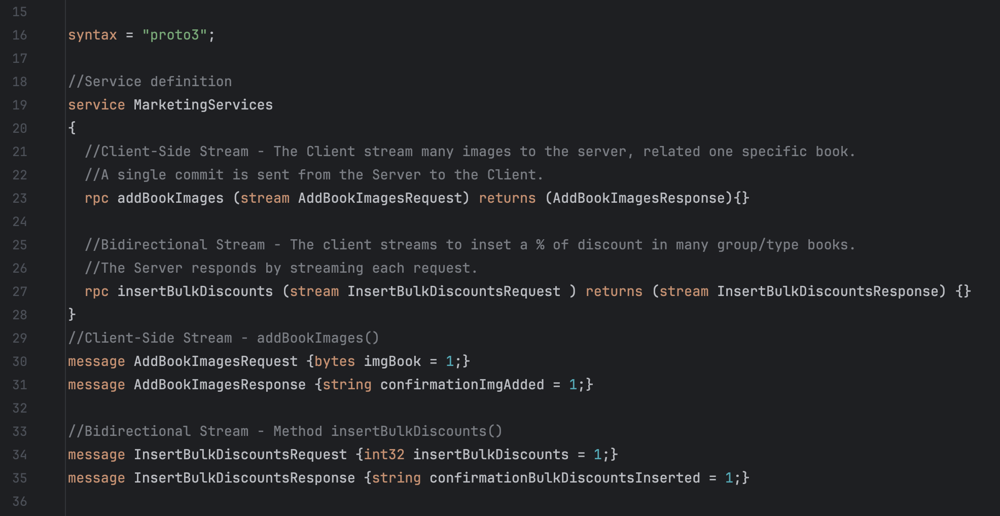 15
16 syntax = "proto3";
17
18 //Service definition
19 service MarketingServices
20 {
21 //Client-Side Stream - The Client stream many images to the server, related one specific book.
22 //A single commit is sent from the Server to the Client.
23 rpc addBookImages (stream AddBookImagesRequest) returns (AddBookImagesResponse){}
24
25 //Bidirectional Stream - The client streams to inset a % of discount in many group/type books.
26 //The Server responds by streaming each request.
27 rpc insertBulkDiscounts (stream InsertBulkDiscountsRequest ) returns (stream InsertBulkDiscountsResponse) {}
28 }
29 //Client-Side Stream - addBookImages()
30 message AddBookImagesRequest {bytes imgBook = 1;}
31 message AddBookImagesResponse {string confirmationImgAdded = 1;}
32
33 //Bidirectional Stream - Method insertBulkDiscounts()
34 message InsertBulkDiscountsRequest {int32 insertBulkDiscounts = 1;}
35 message InsertBulkDiscountsResponse {string confirmationBulkDiscountsInserted = 1;}
36